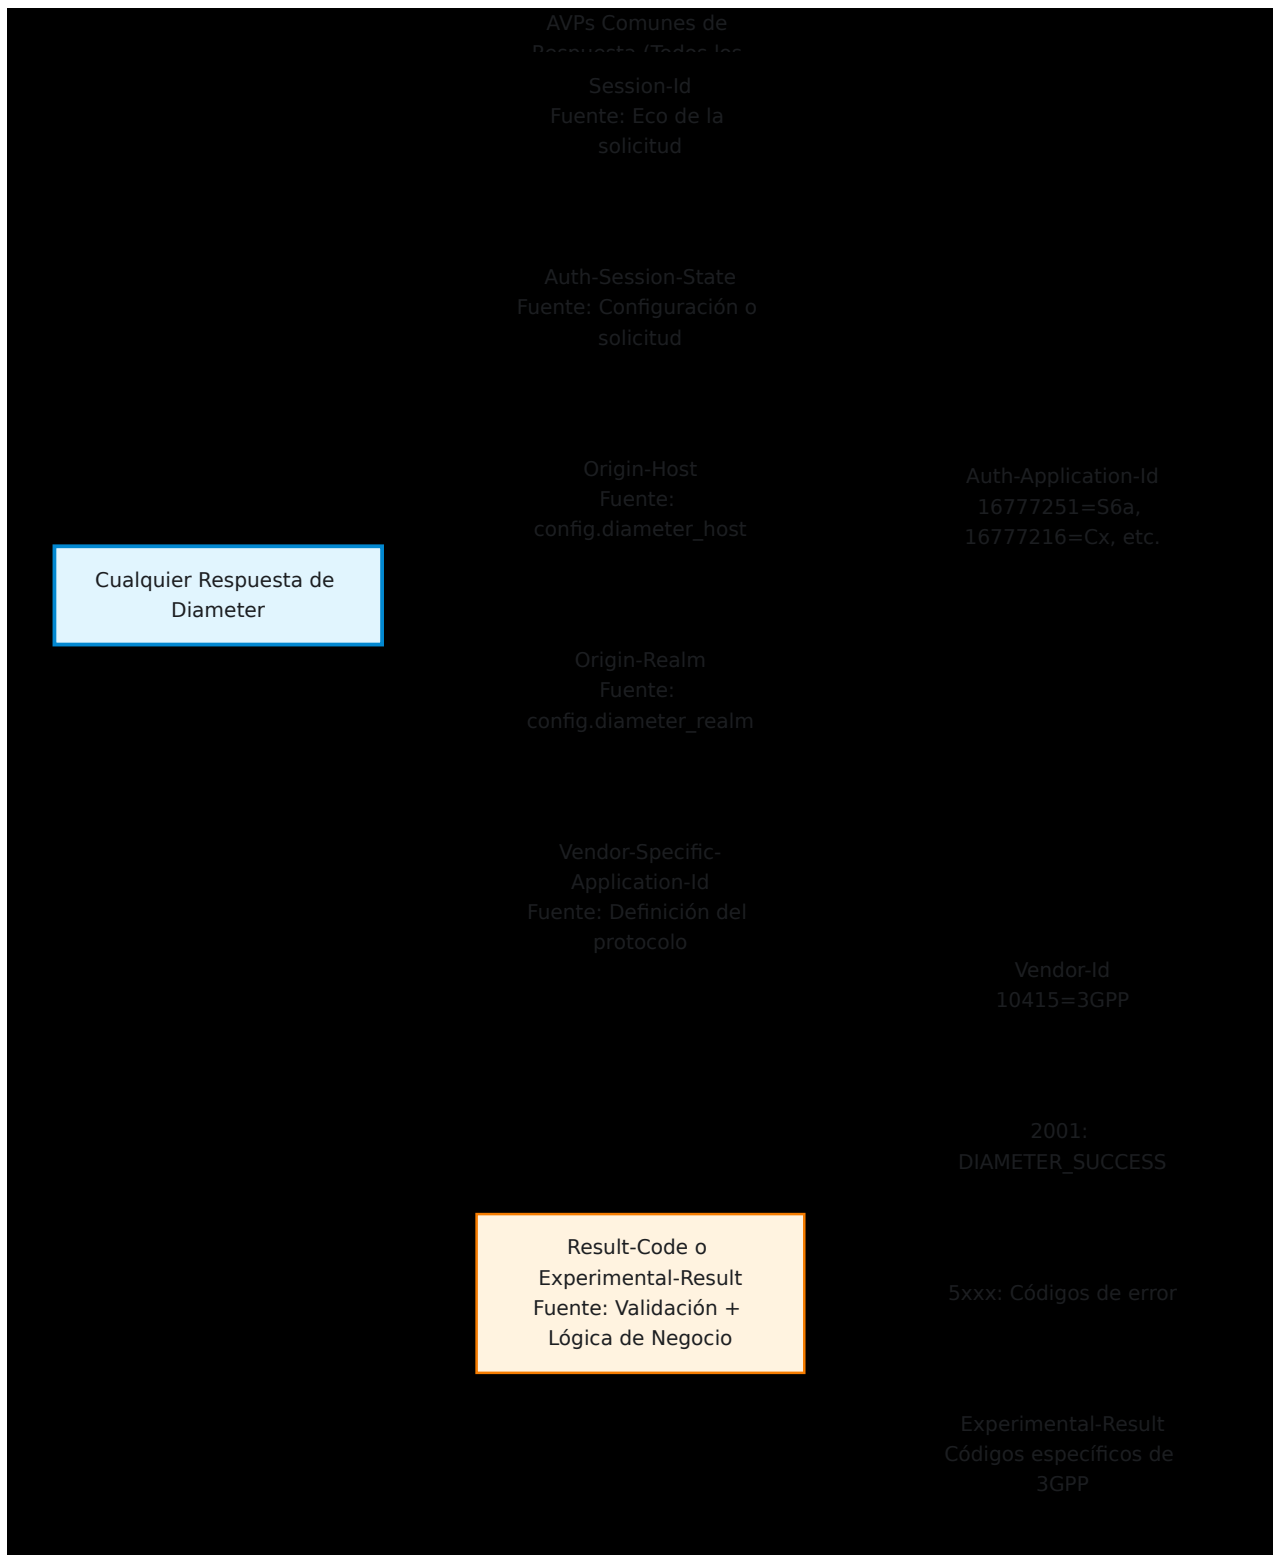 AVPs Comunes de
Respuesta (Todos los
Session-Id
Fuente: Eco de la
solicitud
Auth-Session-State
Fuente: Configuración o
solicitud
Origin-Host
Fuente:
config.diameter_host
Auth-Application-Id
16777251=S6a,
16777216=Cx, etc.
Cualquier Respuesta de
Diameter
Origin-Realm
Fuente:
config.diameter_realm
Vendor-Specific-
Application-Id
Fuente: Definición del
protocolo
Vendor-Id
10415=3GPP
2001:
DIAMETER_SUCCESS
Result-Code o
Experimental-Result
Fuente: Validación +
Lógica de Negocio
5xxx: Códigos de error
Experimental-Result
Códigos específicos de
3GPP